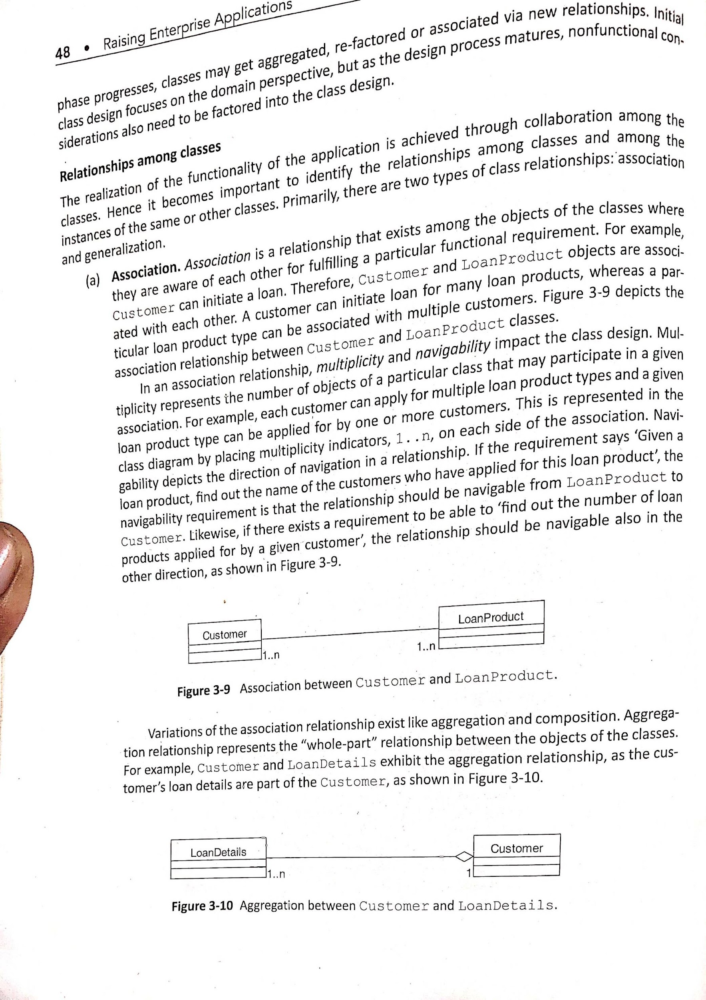 48 • Raising Enterprise Applications
phase progresses, classes may get aggregated, re-factored or associated via new relationships. Initial
class design focuses on the domain perspective, but as the design process matures, nonfunctional con-
siderations also need to be factored into the class design.
Relationships among classes
The realization of the functionality of the application is achieved through collaboration among the
classes. Hence it becomes important to identify the relationships among classes and among the
instances of the same or other classes. Primarily, there are two types of class relationships: association
and generalization.
(a) Association. Association is a relationship that exists among the objects of the classes where
they are aware of each other for fulfilling a particular functional requirement. For example,
Customer can initiate a loan. Therefore, Customer and LoanProduct objects are associ-
ated with each other. A customer can initiate loan for many loan products, whereas a par-
ticular loan product type can be associated with multiple customers. Figure 3-9 depicts the
association relationship between Customer and LoanProduct classes.
In an association relationship, multiplicity and navigability impact the class design. Mul-
tiplicity represents the number of objects of a particular class that may participate in a given
association. For example, each customer can apply for multiple loan product types and a given
loan product type can be applied for by one or more customers. This is represented in the
class diagram by placing multiplicity indicators, 1..n, on each side of the association. Navi-
gability depicts the direction of navigation in a relationship. If the requirement says ‘Given a
loan product, find out the name of the customers who have applied for this loan product’, the
navigability requirement is that the relationship should be navigable from LoanProduct to
Customer. Likewise, if there exists a requirement to be able to ‘find out the number of loan
products applied for by a given customer’, the relationship should be navigable also in the
other direction, as shown in Figure 3-9.
Customer
LoanProduct
1..n
1..n
Figure 3-9 Association between Customer and LoanProduct.
Variations of the association relationship exist like aggregation and composition. Aggrega-
tion relationship represents the “whole-part” relationship between the objects of the classes.
For example, Customer and LoanDetails exhibit the aggregation relationship, as the cus-
tomer’s loan details are part of the Customer, as shown in Figure 3-10.
LoanDetails
Customer
1..n
1
Figure 3-10 Aggregation between Customer and LoanDetails.